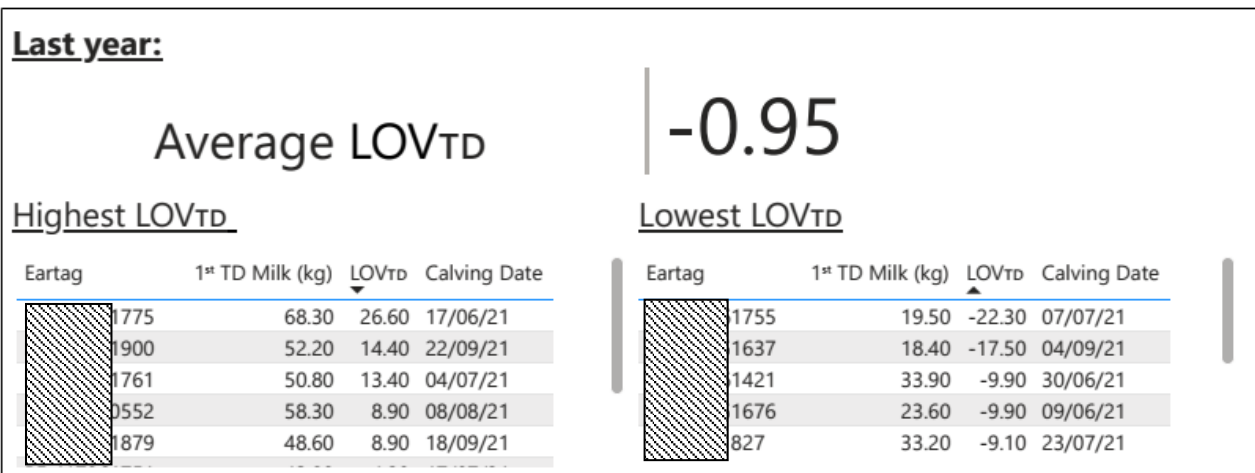 Last year:
Average LOVTD
-0.95
Highest LOVTD
Eartag 1st TD Milk (kg) LOVTD Calving Date
1775 68.30 26.60 17/06/21
1900 52.20 14.40 22/09/21
1761 50.80 13.40 04/07/21
0552 58.30 8.90 08/08/21
1879 48.60 8.90 18/09/21
Lowest LOVTD
Eartag 1st TD Milk (kg) LOVTD Calving Date
1755 19.50 -22.30 07/07/21
1637 18.40 -17.50 04/09/21
1421 33.90 -9.90 30/06/21
1676 23.60 -9.90 09/06/21
827 33.20 -9.10 23/07/21